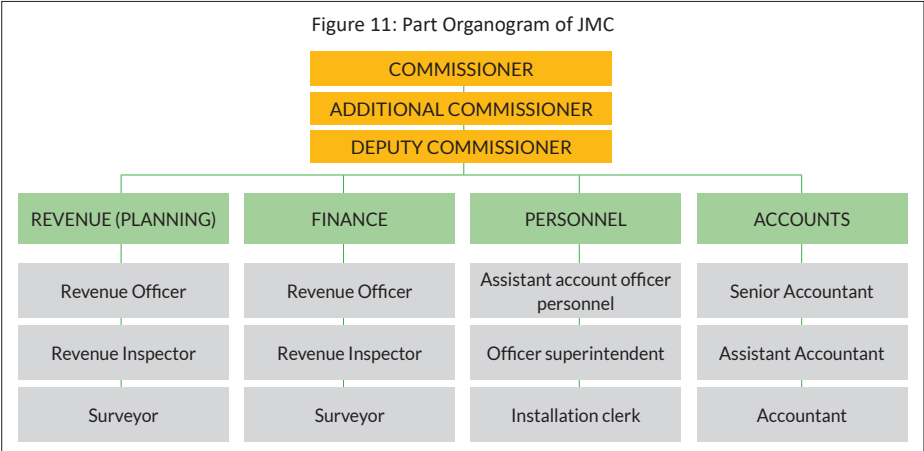 Figure 11: Part Organogram of JMC
COMMISSIONER
ADDITIONAL COMMISSIONER
DEPUTY COMMISSIONER
REVENUE (PLANNING)
FINANCE
PERSONNEL
ACCOUNTS
Revenue Officer
Revenue Officer
Assistant account officer
personnel
Senior Accountant
Revenue Inspector
Revenue Inspector
Officer superintendent
Assistant Accountant
Surveyor
Surveyor
Installation clerk
Accountant